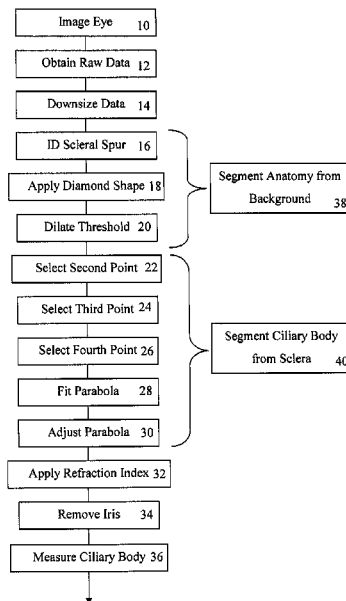 Image Eye 10
Obtain Raw Data 12
Downsize Data 14
ID Scleral Spur 16
Apply Diamond Shape 18
Dilate Threshold 20
Segment Anatomy from
Background 38
Select Second Point 22
Select Third Point 24
Select Fourth Point 26
Fit Parabola 28
Adjust Parabola 30
Segment Ciliary Body
from Sclera 40
Apply Refraction Index 32
Remove Iris 34
Measure Ciliary Body 36